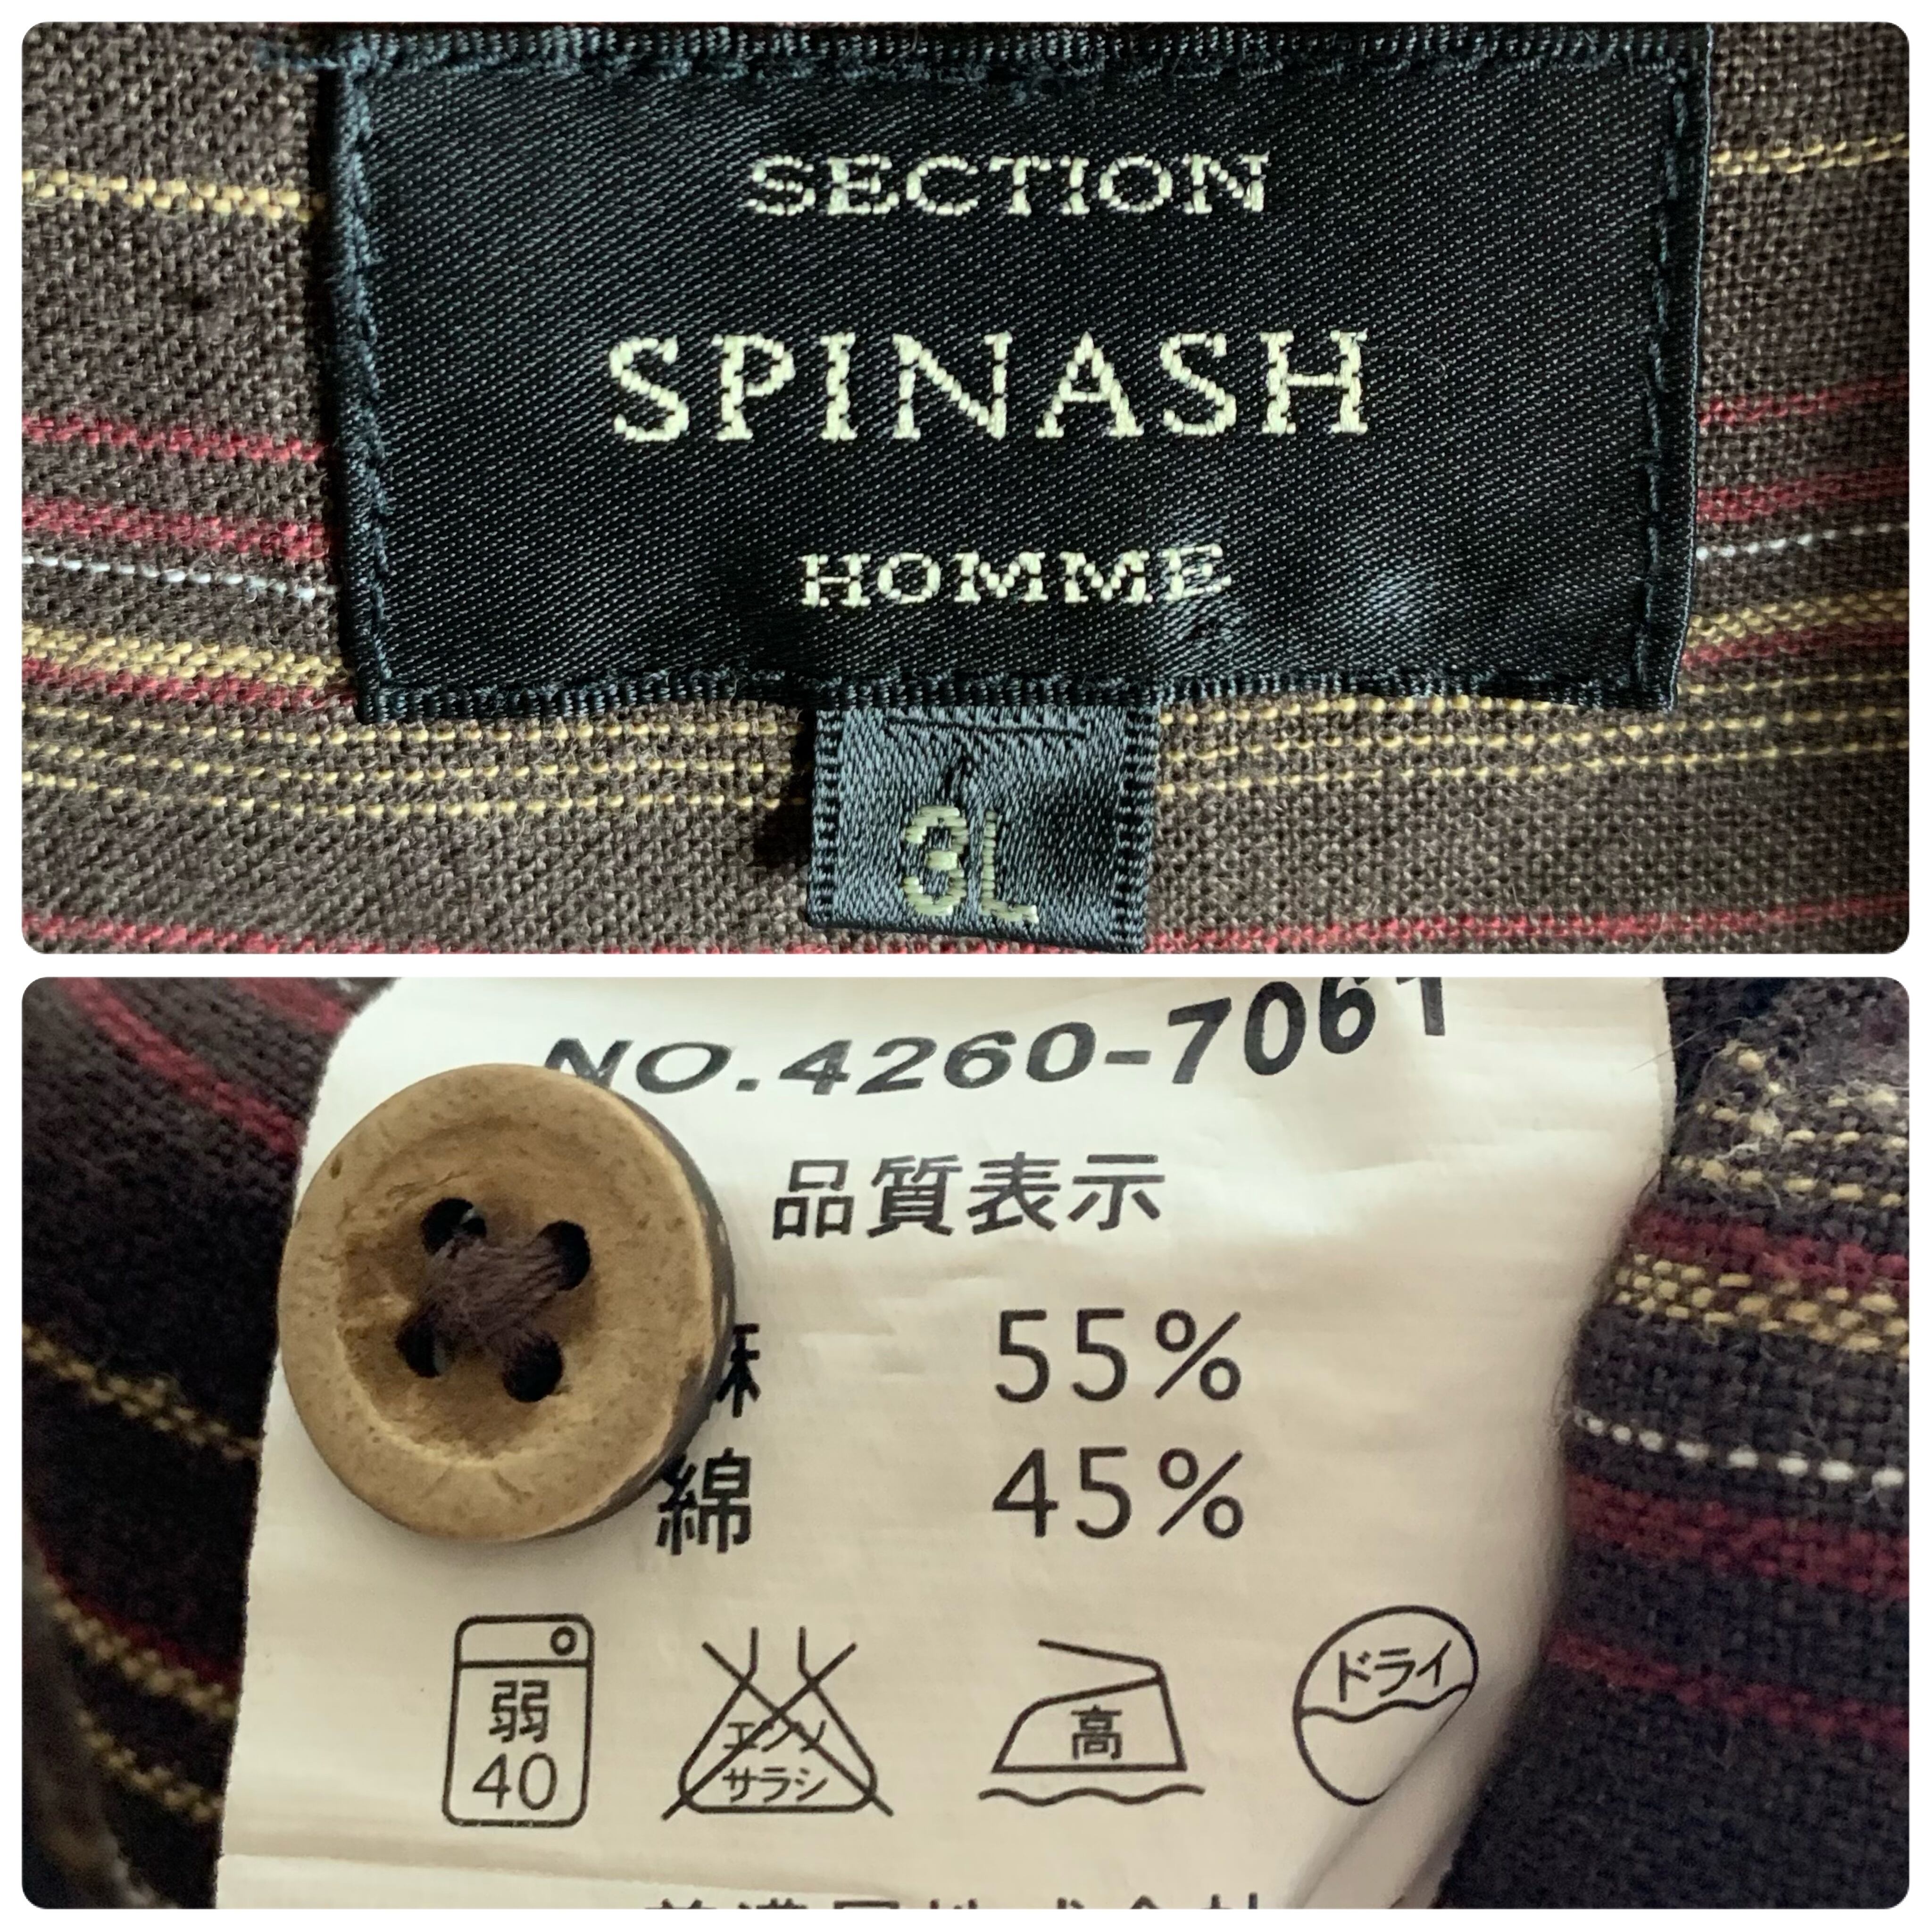 SECTION
SPINASH
HOMME
3L
NO.4260-7061
品質表示
麻 55%
綿 45%
弱
40
エンソ
サラシ
高
ドライ